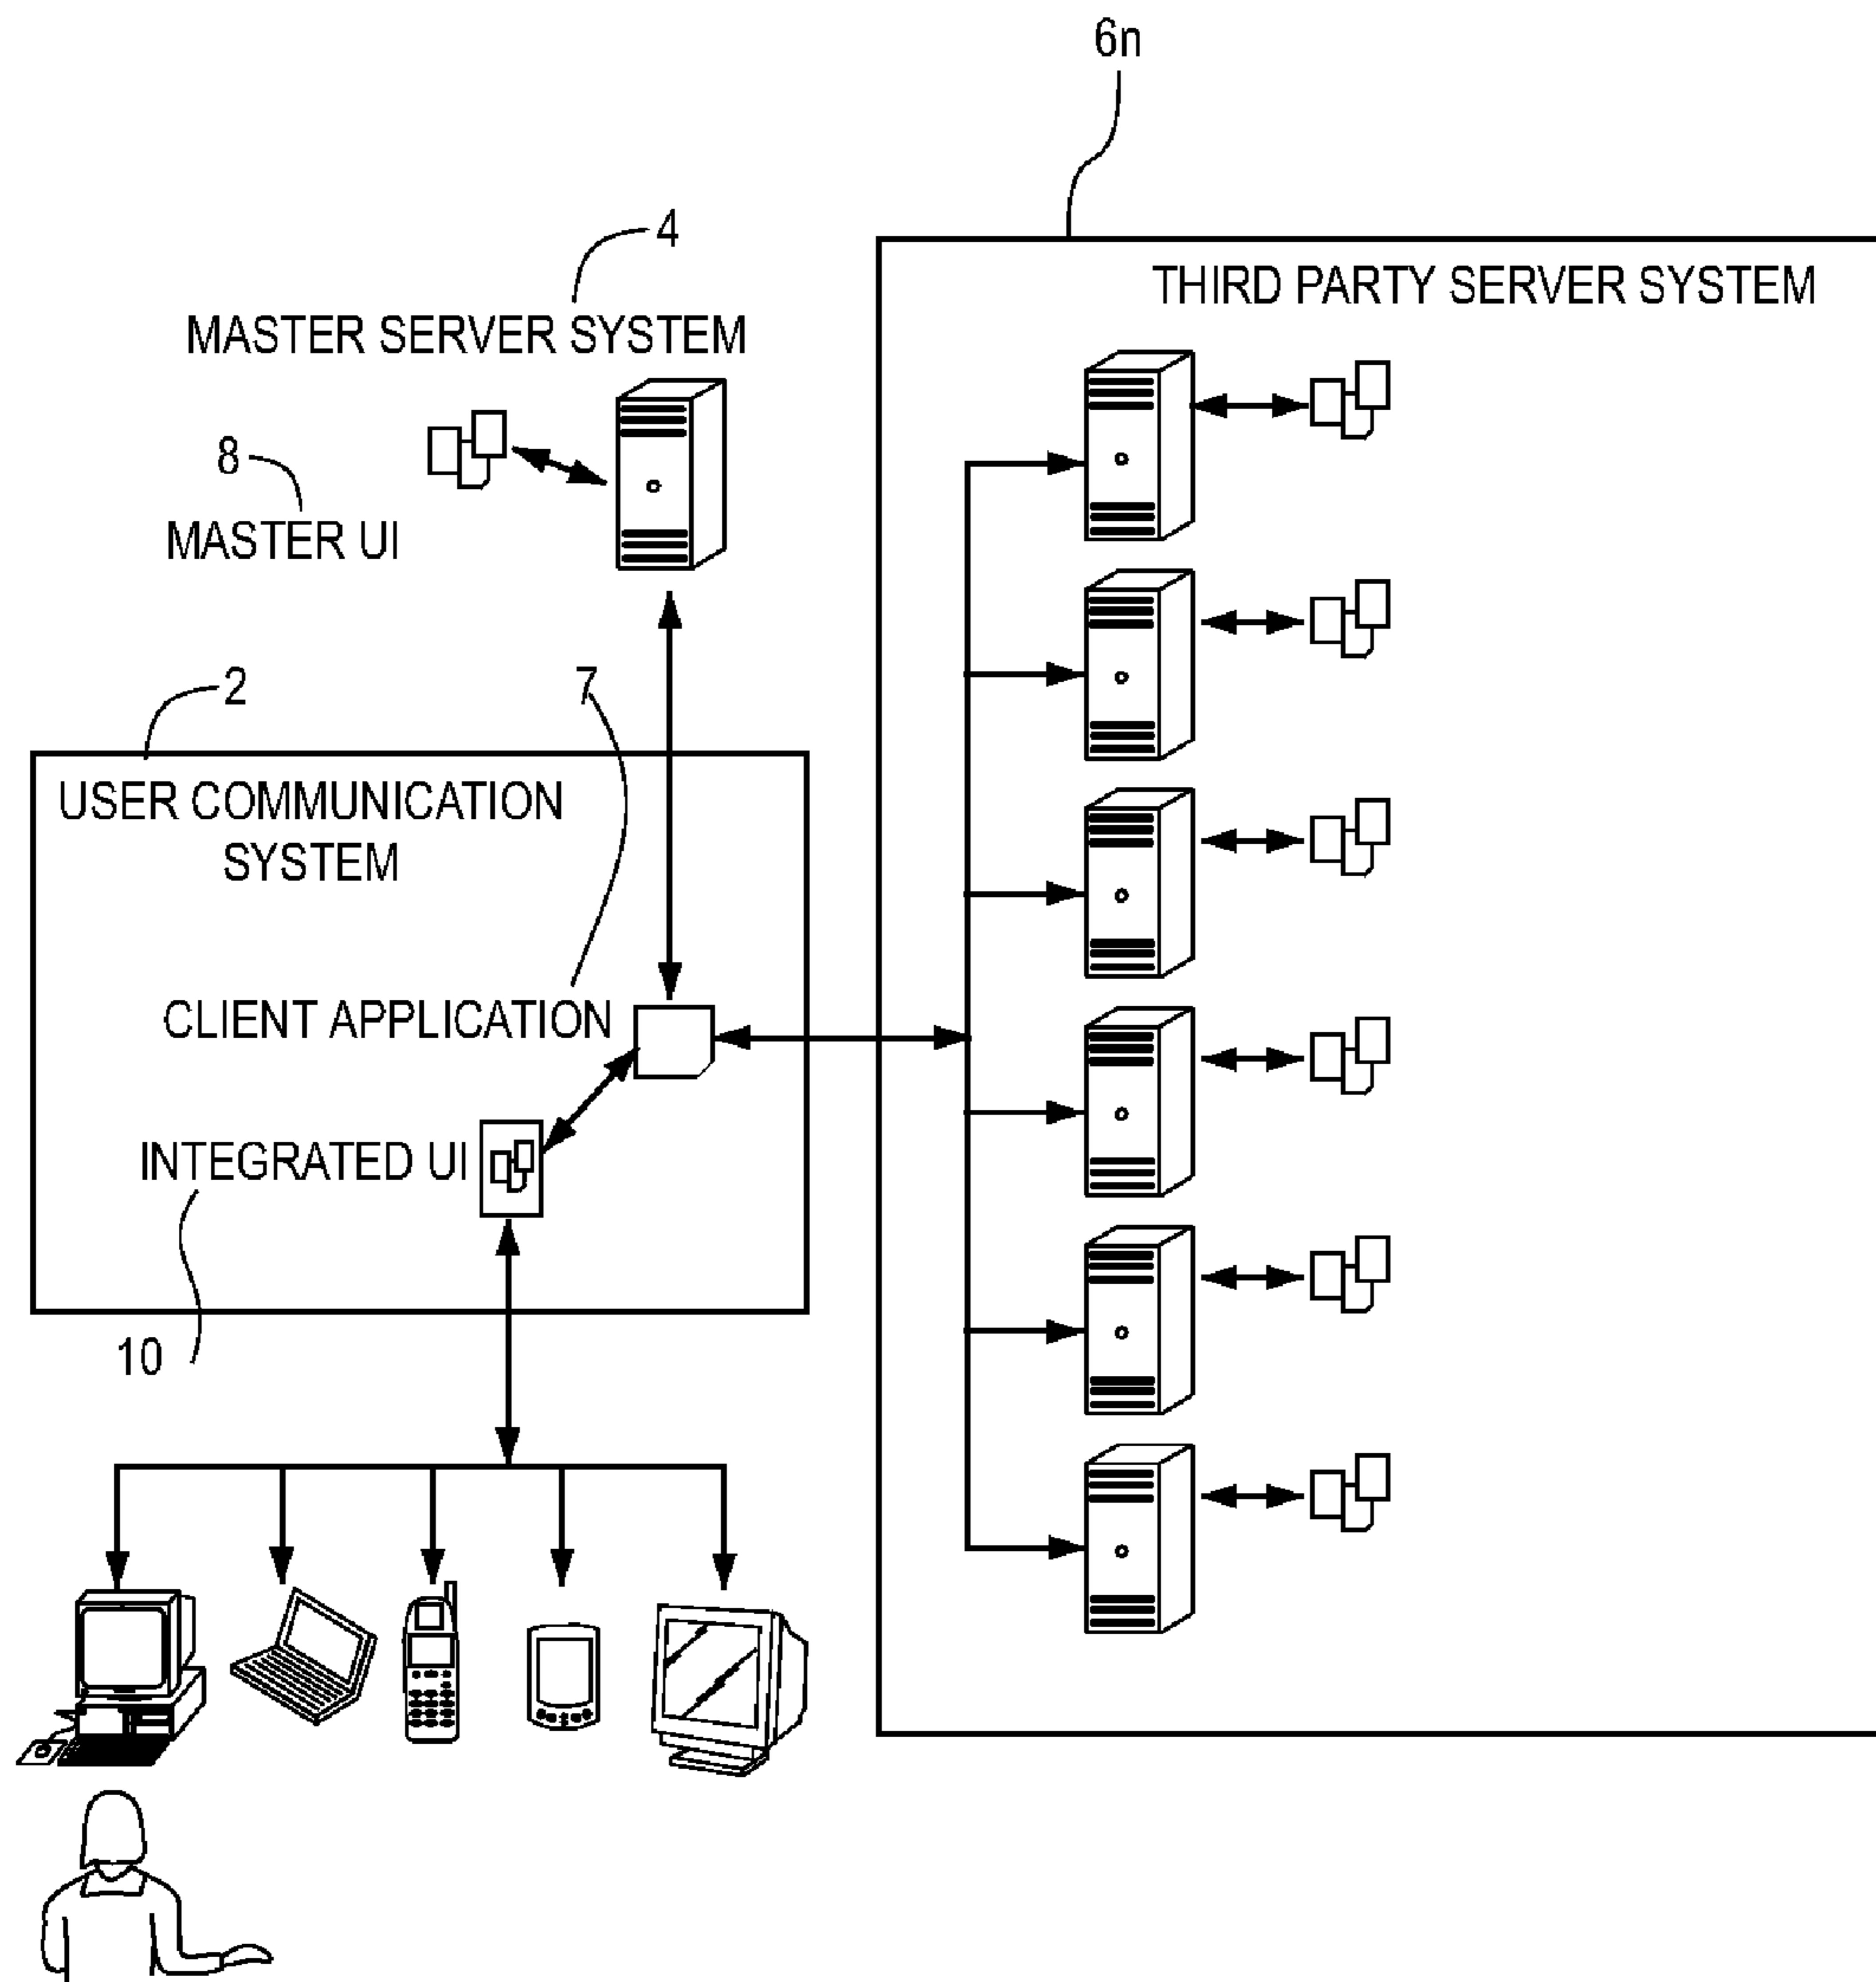 6n
4
THIRD PARTY SERVER SYSTEM
MASTER SERVER SYSTEM
8
MASTER UI
2
7
USER COMMUNICATION
SYSTEM
CLIENT APPLICATION
INTEGRATED UI
10